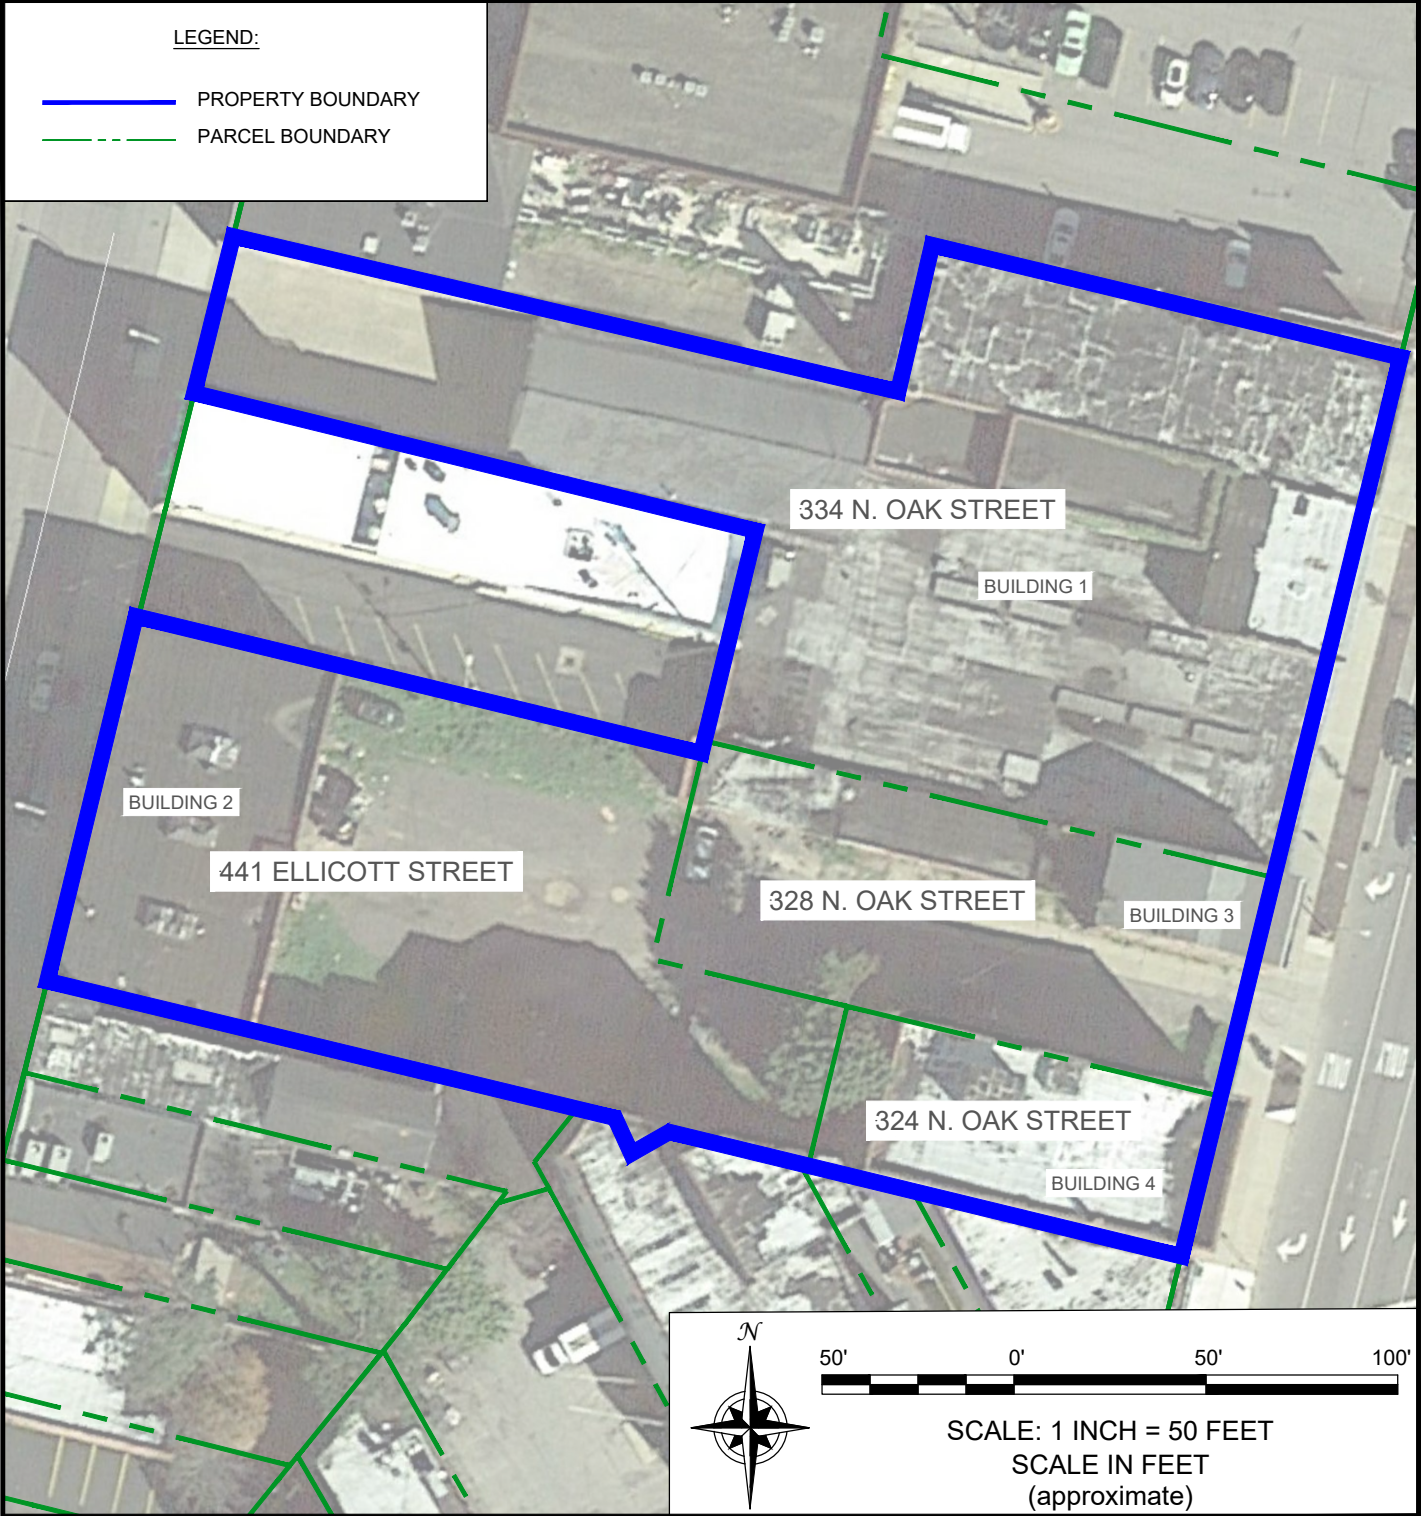 LEGEND:
PROPERTY BOUNDARY
PARCEL BOUNDARY
334 N. OAK STREET
BUILDING 1
BUILDING 2
441 ELLICOTT STREET
328 N. OAK STREET
BUILDING 3
324 N. OAK STREET
BUILDING 4
N
50' 0' 50' 100'
SCALE: 1 INCH = 50 FEET
SCALE IN FEET
(approximate)